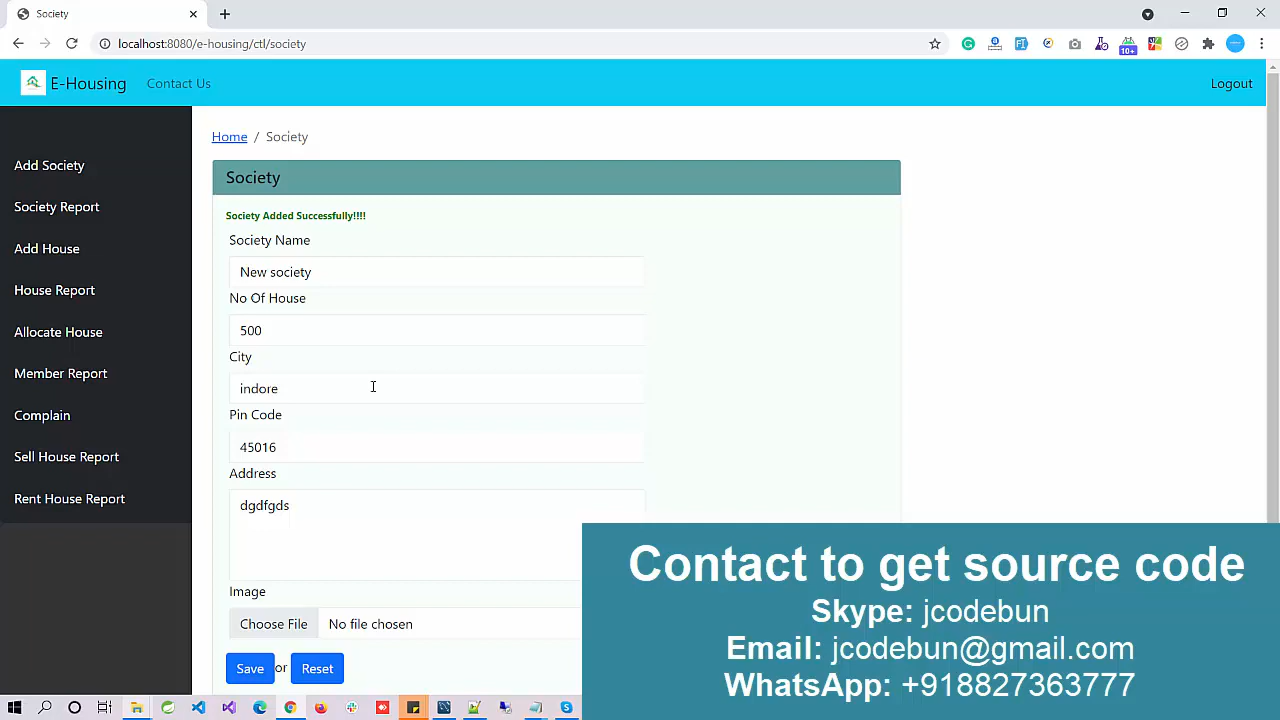 Society
localhost:8080/e-housing/ctl/society
10+
E-Housing
Contact Us
Logout
Home / Society
Add Society
Society Report
Add House
House Report
Allocate House
Member Report
Complain
Sell House Report
Rent House Report
Society
Society Added Successfully!!!!
Society Name
New society
No Of House
500
City
indore
Pin Code
45016
Address
dgdfgds
Image
Choose File No file chosen
Save or Reset
Contact to get source code
Skype: jcodebun
Email: jcodebun@gmail.com
WhatsApp: +918827363777